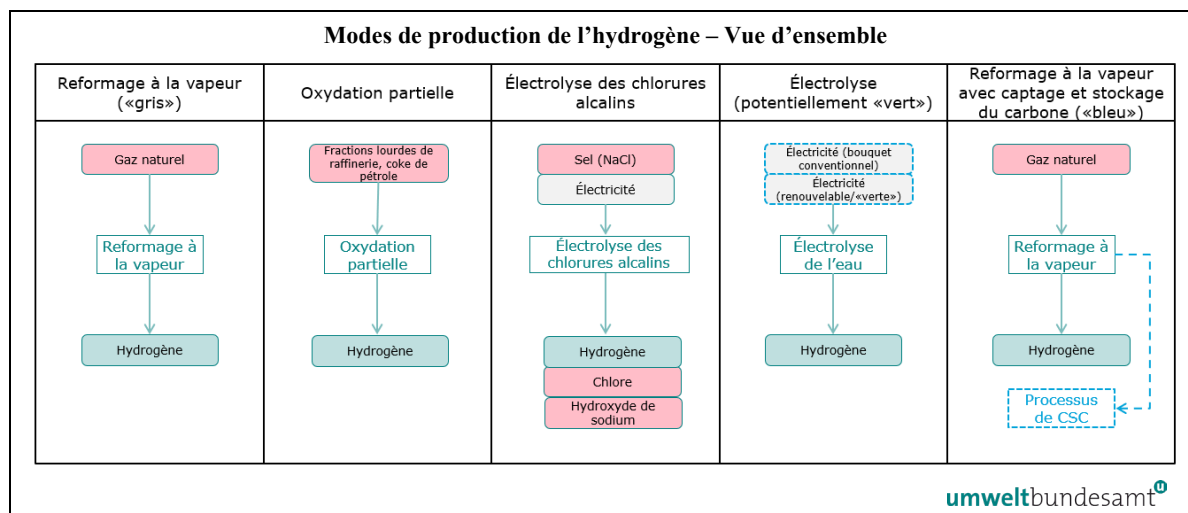 Modes de production de l’hydrogène – Vue d’ensemble
Reformage à la vapeur
(«gris»)
Oxydation partielle
Électrolyse des chlorures
alcalins
Électrolyse
(potentiellement «vert»)
Reformage à la vapeur
avec captage et stockage
du carbone («bleu»)
Gaz naturel
Reformage à
la vapeur
Hydrogène
Fractions lourdes de
raffinerie, coke de
pétrole
Oxydation
partielle
Hydrogène
Sel (NaCl)
Électricité
Électrolyse des
chlorures alcalins
Hydrogène
Chlore
Hydroxyde de
sodium
Électricité (bouquet
conventionnel)
Électricité
(renouvelable/«verte»)
Électrolyse
de l’eau
Hydrogène
Gaz naturel
Reformage à
la vapeur
Hydrogène
Processus
de CSC
umweltbundesamt u